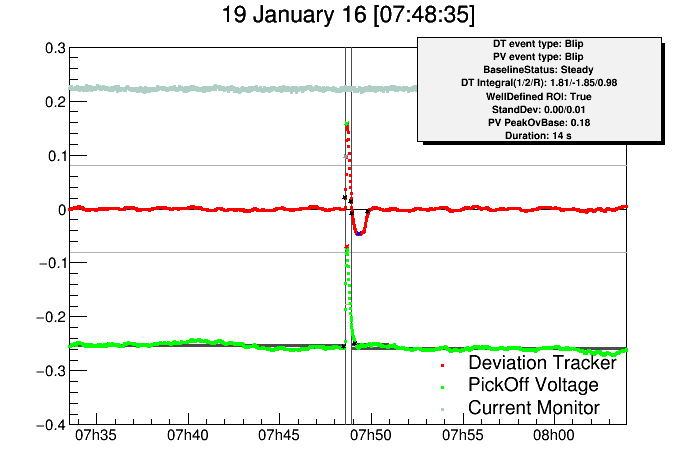 19 January 16 [07:48:35]
DT event type: Blip
PV event type: Blip
BaselineStatus: Steady
DT Integral(1/2/R): 1.81/-1.85/0.98
WellDefined ROI: True
StandDev: 0.00/0.01
PV PeakOvBase: 0.18
Duration: 14 s
0.3
0.2
0.1
0
−0.1
−0.2
−0.3
−0.4
Deviation Tracker
PickOff Voltage
Current Monitor
07h35 07h40 07h45 07h50 07h55 08h00